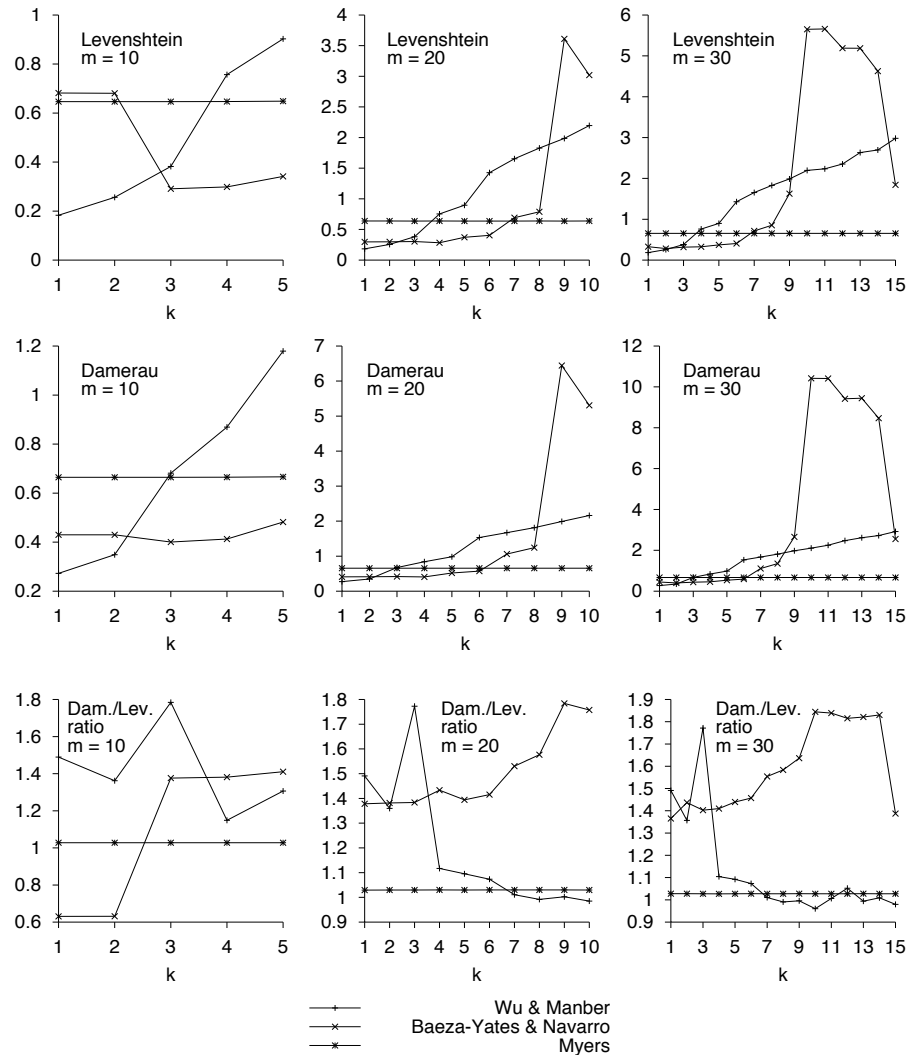 Levenshtein
m = 10
1
0.8
0.6
0.4
0.2
0
1 2 3 4 5
k
Levenshtein
m = 20
4
3.5
3
2.5
2
1.5
1
0.5
0
1 2 3 4 5 6 7 8 9 10
k
Levenshtein
m = 30
6
5
4
3
2
1
0
1 3 5 7 9 11 13 15
k
Damerau
m = 10
1.2
1
0.8
0.6
0.4
0.2
1 2 3 4 5
k
Damerau
m = 20
7
6
5
4
3
2
1
0
1 2 3 4 5 6 7 8 9 10
k
Damerau
m = 30
12
10
8
6
4
2
0
1 3 5 7 9 11 13 15
k
Dam./Lev.
ratio
m = 10
1.8
1.6
1.4
1.2
1
0.8
0.6
1 2 3 4 5
k
Dam./Lev.
ratio
m = 20
1.8
1.7
1.6
1.5
1.4
1.3
1.2
1.1
1
0.9
1 2 3 4 5 6 7 8 9 10
k
Dam./Lev.
ratio
m = 30
1.9
1.8
1.7
1.6
1.5
1.4
1.3
1.2
1.1
1
0.9
1 3 5 7 9 11 13 15
k
Wu & Manber
Baeza-Yates & Navarro
Myers